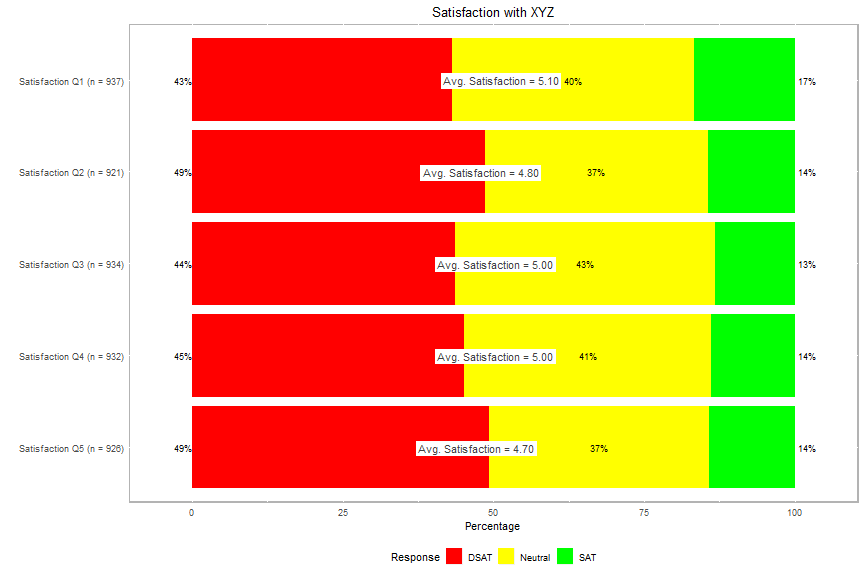 Satisfaction with XYZ
Satisfaction Q1 (n = 937) 43% Avg. Satisfaction = 5.10 40% 17%
Satisfaction Q2 (n = 921) 49% Avg. Satisfaction = 4.80 37% 14%
Satisfaction Q3 (n = 934) 44% Avg. Satisfaction = 5.00 43% 13%
Satisfaction Q4 (n = 932) 45% Avg. Satisfaction = 5.00 41% 14%
Satisfaction Q5 (n = 926) 49% Avg. Satisfaction = 4.70 37% 14%
0 25 50 75 100
Percentage
Response DSAT Neutral SAT